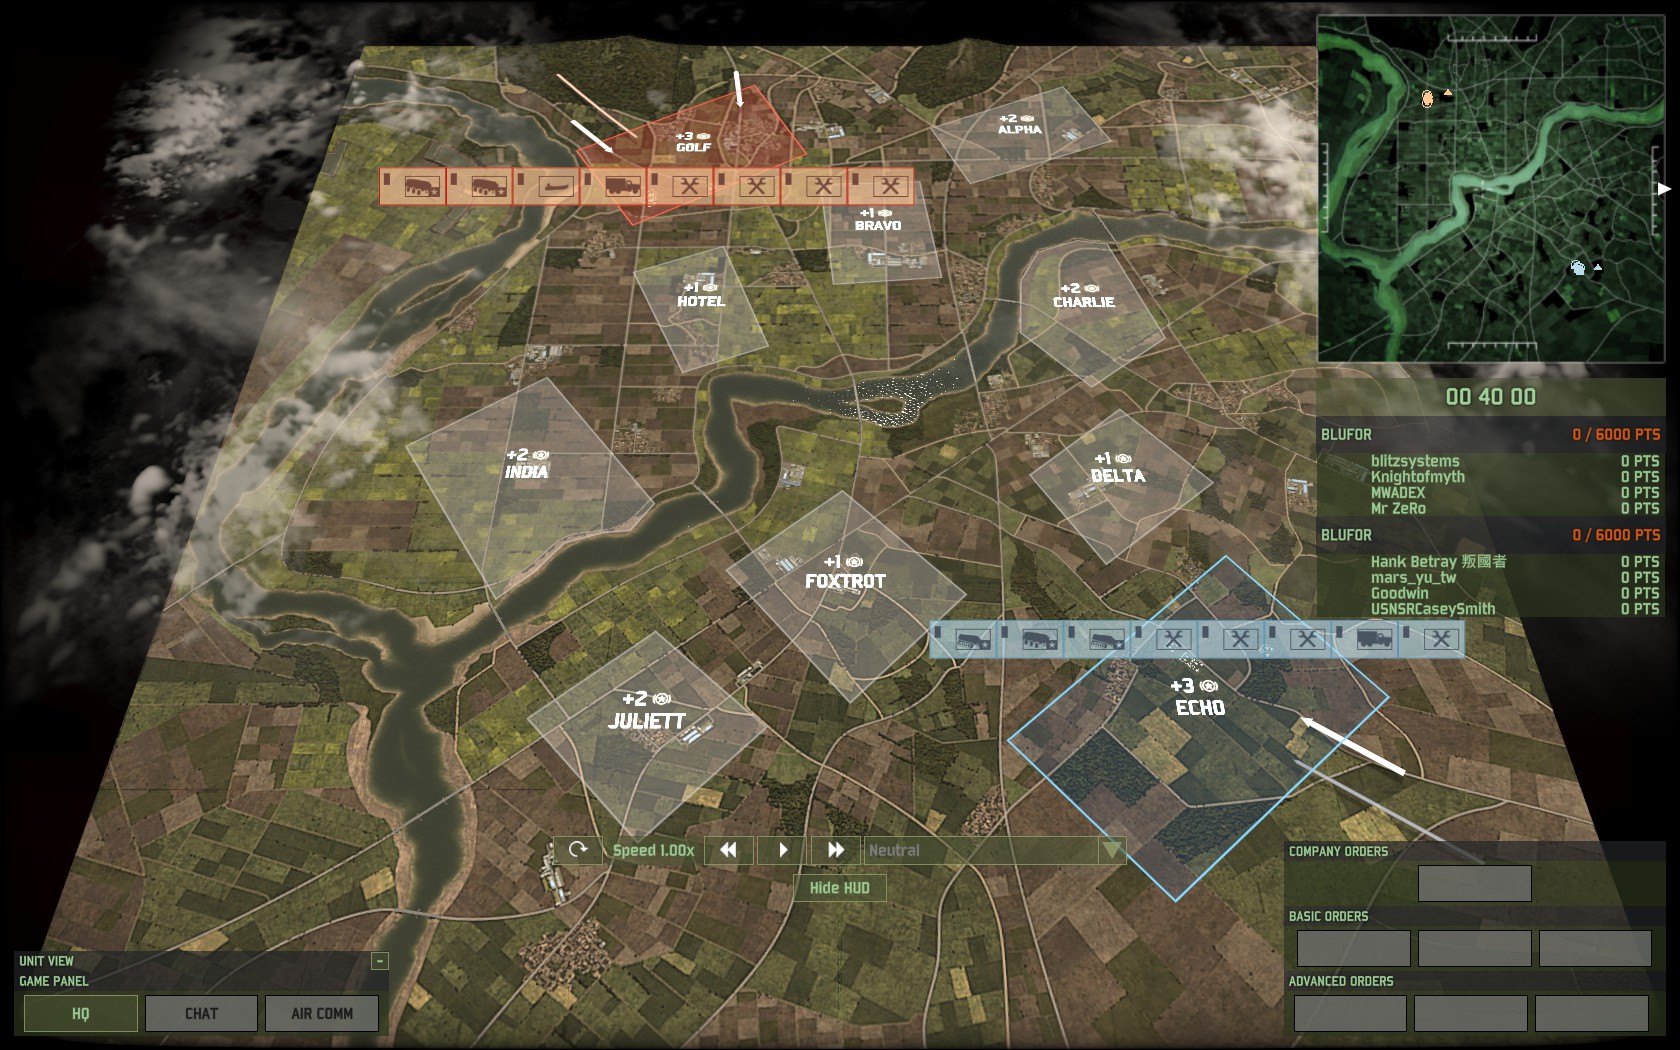 +3
GOLF
+2
ALPHA
+1
BRAVO
+1
HOTEL
+2
CHARLIE
+2
INDIA
+1
DELTA
+1
FOXTROT
+3
ECHO
+2
JULIETT
00 40 00
BLUFOR 0 / 6000 PTS
blitzsystems 0 PTS
Knightofmyth 0 PTS
MWADEX 0 PTS
Mr ZeRo 0 PTS
BLUFOR 0 / 6000 PTS
Hank Betray 叛國者 0 PTS
mars_yu_tw 0 PTS
Goodwin 0 PTS
USNSRCaseySmith 0 PTS
Speed 1.00x
Neutral
Hide HUD
COMPANY ORDERS
BASIC ORDERS
ADVANCED ORDERS
UNIT VIEW -
GAME PANEL
HQ CHAT AIR COMM